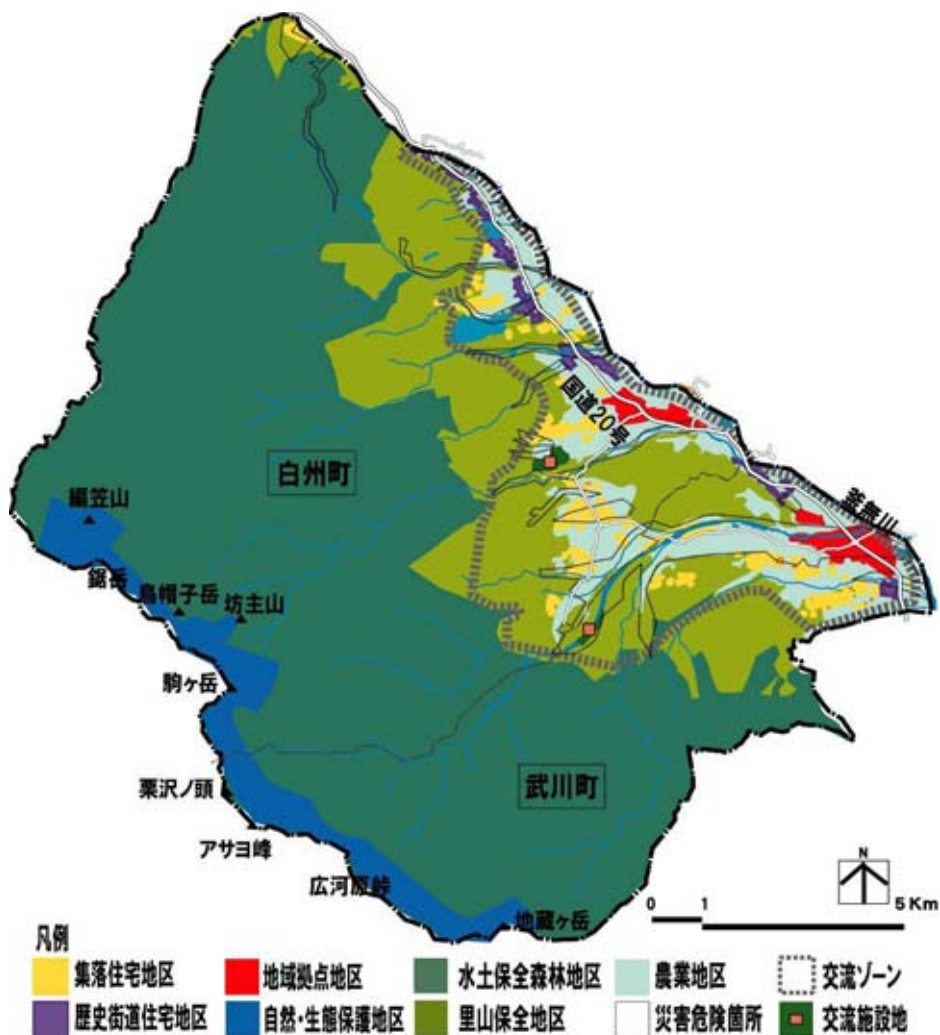 国道20号
釜無川
白州町
編笠山
鋸岳
烏帽子岳
坊主山
駒ヶ岳
栗沢ノ頭
武川町
アサヨ峰
広河原峠
地蔵ヶ岳
N
0 1 5 Km
凡例
集落住宅地区 地域拠点地区 水土保全森林地区 農業地区 交流ゾーン
歴史街道住宅地区 自然・生態保護地区 里山保全地区 災害危険箇所 交流施設地